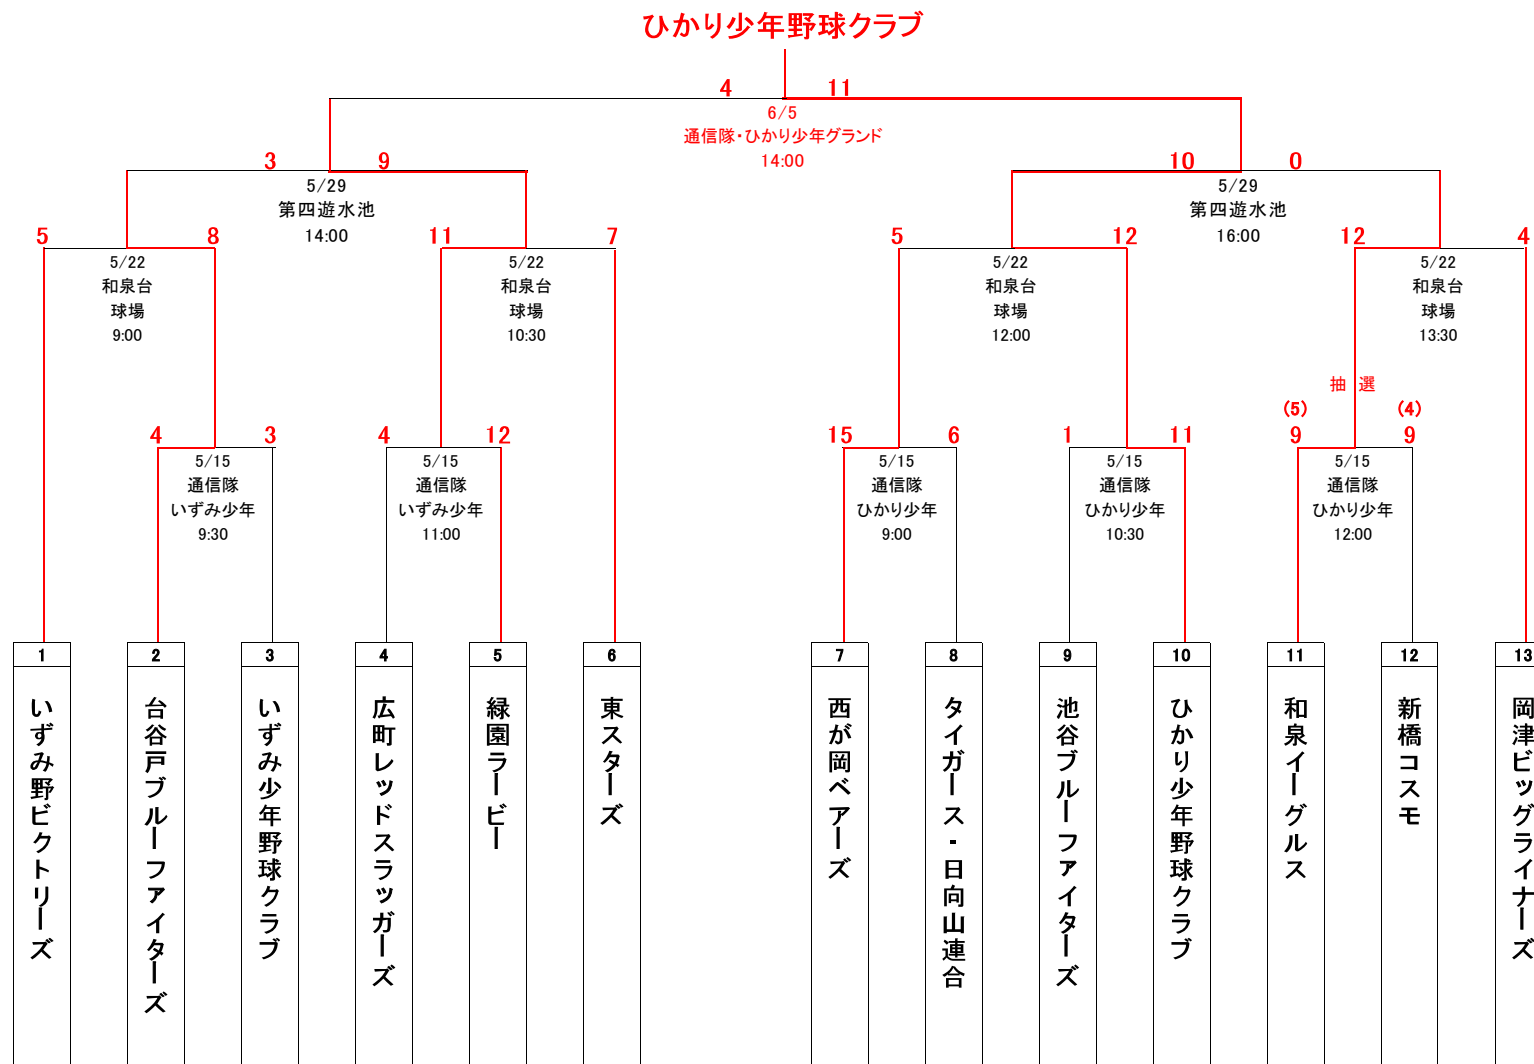 ひかり少年野球クラブ
4 11
6/5
通信隊・ひかり少年グランド
14:00
3 9
5/29
第四遊水池
14:00
10 0
5/29
第四遊水池
16:00
5 8
5/22
和泉台
球場
9:00
11 7
5/22
和泉台
球場
10:30
5 12
5/22
和泉台
球場
12:00
12 4
5/22
和泉台
球場
13:30
4 3
5/15
通信隊
いずみ少年
9:30
4 12
5/15
通信隊
いずみ少年
11:00
15 6
5/15
通信隊
ひかり少年
9:00
1 11
5/15
通信隊
ひかり少年
10:30
抽選
(5) (4)
9 9
5/15
通信隊
ひかり少年
12:00
1
いずみ野ビクトリーズ
2
台谷戸ブルーファイターズ
3
いずみ少年野球クラブ
4
広町レッドスラッガーズ
5
緑園ラービー
6
東スターズ
7
西が岡ベアーズ
8
タイガース・日向山連合
9
池谷ブルーファイターズ
10
ひかり少年野球クラブ
11
和泉イーグルス
12
新橋コスモ
13
岡津ビッグライナーズ